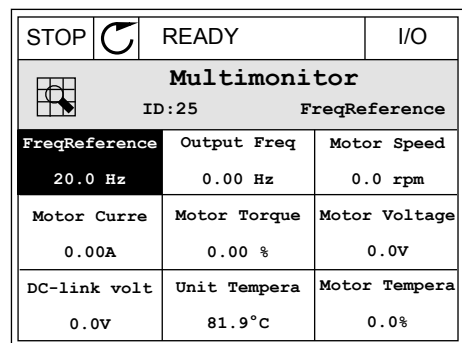 STOP READY I/O
Multimonitor
ID:25 FreqReference
FreqReference Output Freq Motor Speed
20.0 Hz 0.00 Hz 0.0 rpm
Motor Curre Motor Torque Motor Voltage
0.00A 0.00 % 0.0V
DC-link volt Unit Tempera Motor Tempera
0.0V 81.9°C 0.0%